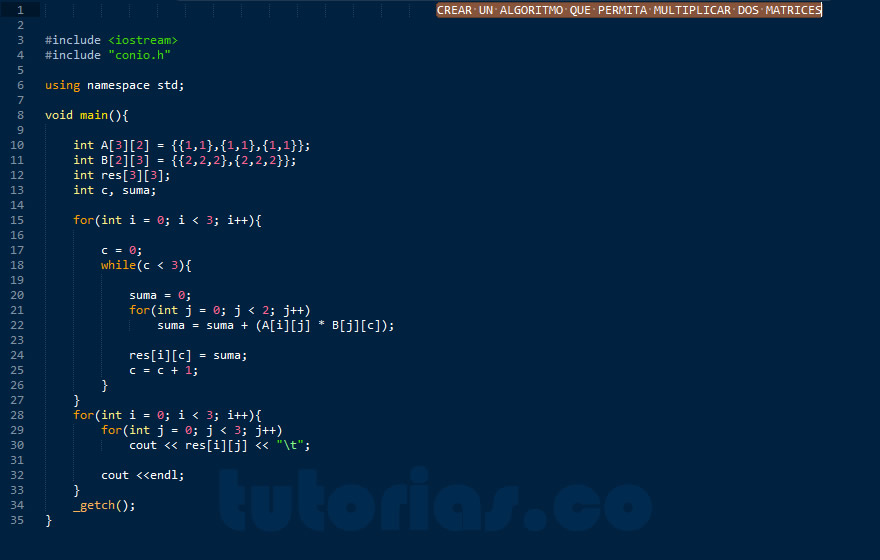 1 CREAR UN ALGORITMO QUE PERMITA MULTIPLICAR DOS MATRICES
2
3 #include <iostream>
4 #include "conio.h"
5
6 using namespace std;
7
8 void main(){
9
10 int A[3][2] = {{1,1},{1,1},{1,1}};
11 int B[2][3] = {{2,2,2},{2,2,2}};
12 int res[3][3];
13 int c, suma;
14
15 for(int i = 0; i < 3; i++){
16
17 c = 0;
18 while(c < 3){
19
20 suma = 0;
21 for(int j = 0; j < 2; j++)
22 suma = suma + (A[i][j] * B[j][c]);
23
24 res[i][c] = suma;
25 c = c + 1;
26 }
27 }
28 for(int i = 0; i < 3; i++){
29 for(int j = 0; j < 3; j++)
30 cout << res[i][j] << "\t";
31
32 cout <<endl;
33 }
34 _getch();
35 }
tutorias.co